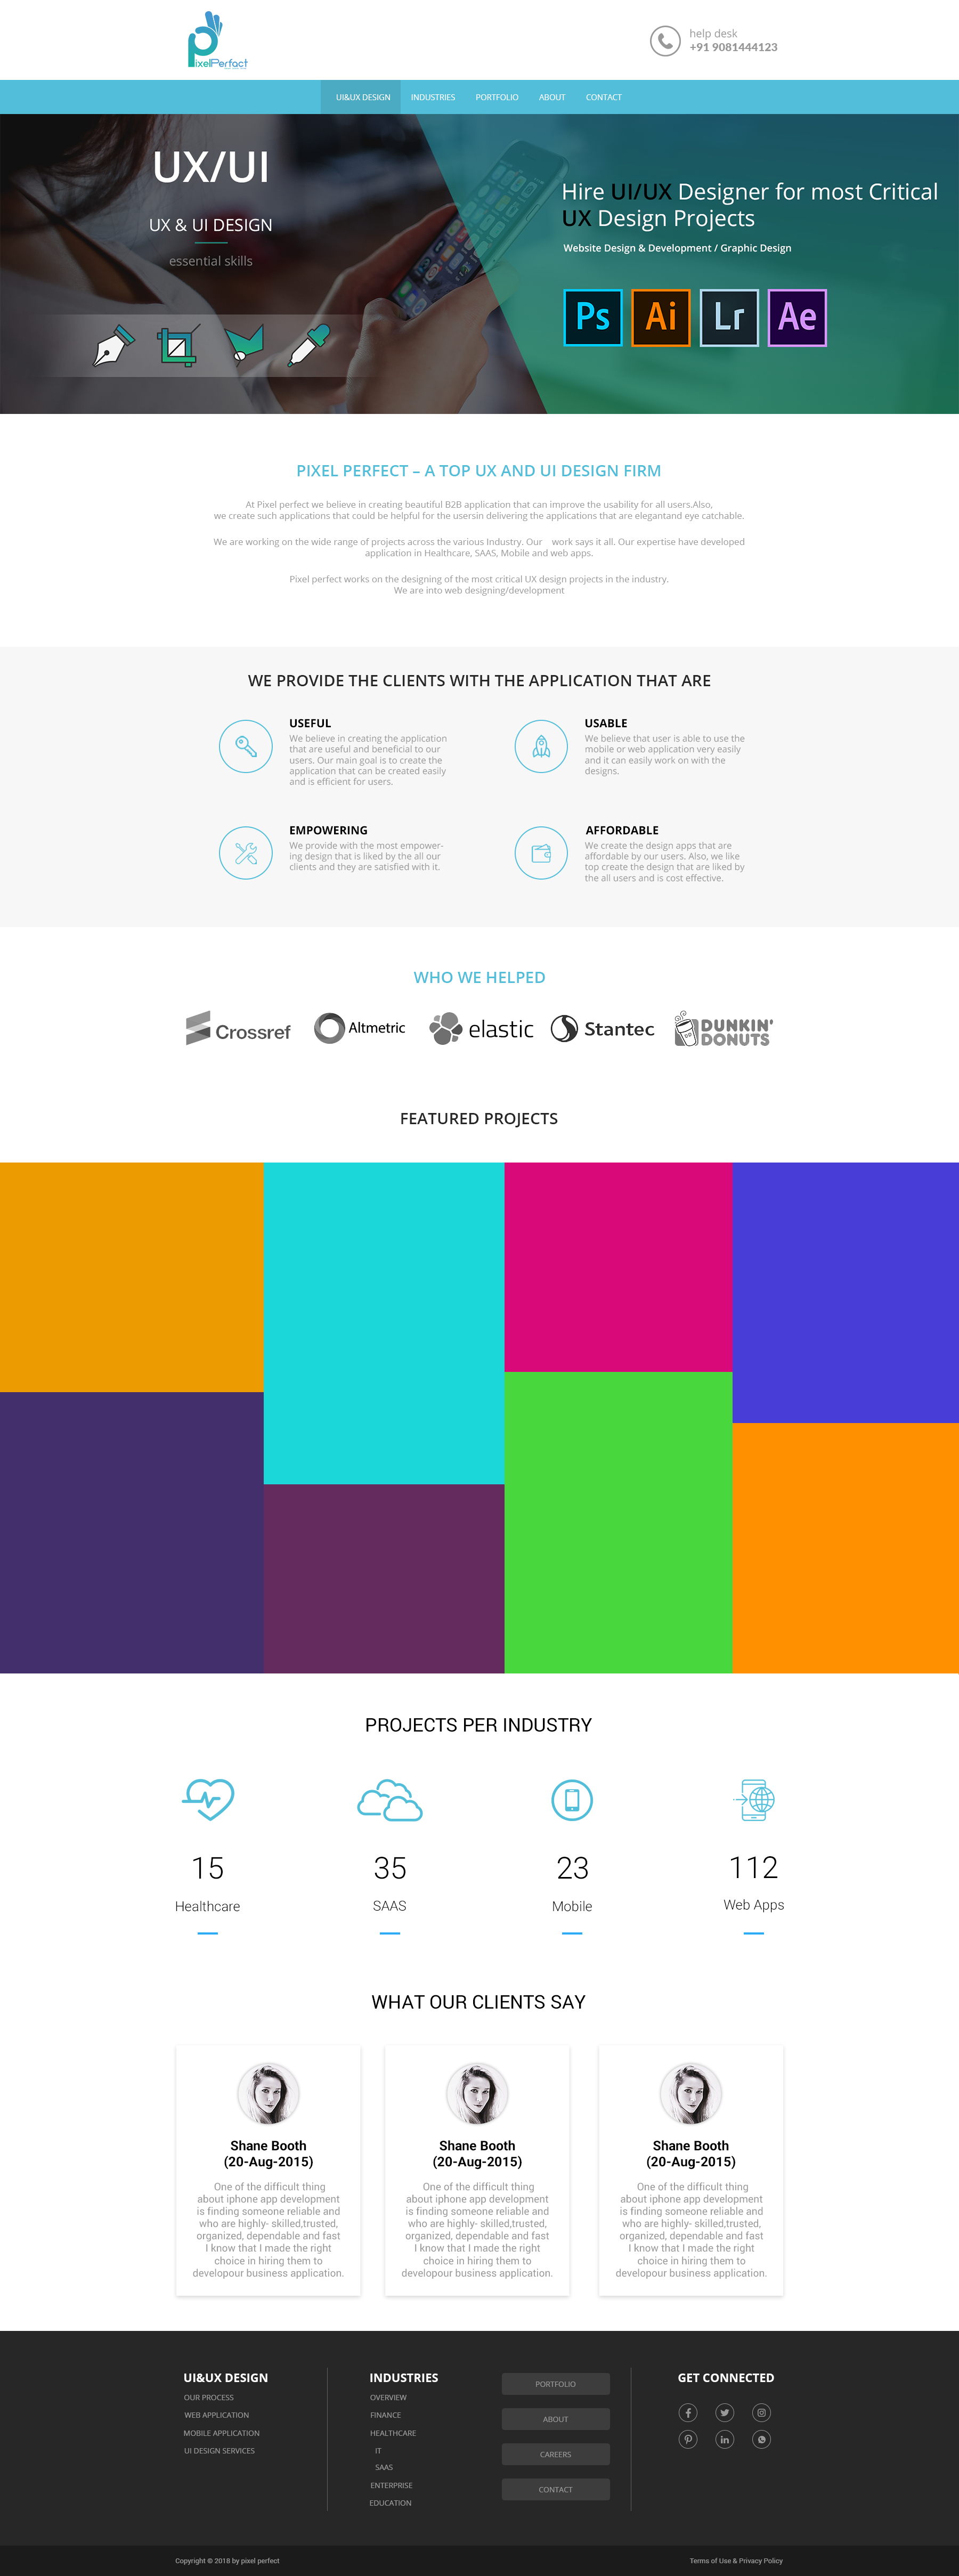 PixelPerfect
help desk
+91 9081444123
UI&UX DESIGN INDUSTRIES PORTFOLIO ABOUT CONTACT
UX/UI
UX & UI DESIGN
essential skills
Hire UI/UX Designer for most Critical
UX Design Projects
Website Design & Development / Graphic Design
Ps Ai Lr Ae
PIXEL PERFECT – A TOP UX AND UI DESIGN FIRM
At Pixel perfect we believe in creating beautiful B2B application that can improve the usability for all users.Also,
we create such applications that could be helpful for the usersin delivering the applications that are elegantand eye catchable.
We are working on the wide range of projects across the various Industry. Our work says it all. Our expertise have developed
application in Healthcare, SAAS, Mobile and web apps.
Pixel perfect works on the designing of the most critical UX design projects in the industry.
We are into web designing/development
WE PROVIDE THE CLIENTS WITH THE APPLICATION THAT ARE
USEFUL
We believe in creating the application
that are useful and beneficial to our
users. Our main goal is to create the
application that can be created easily
and is efficient for users.
USABLE
We believe that user is able to use the
mobile or web application very easily
and it can easily work on with the
designs.
EMPOWERING
We provide with the most empower-
ing design that is liked by the all our
clients and they are satisfied with it.
AFFORDABLE
We create the design apps that are
affordable by our users. Also, we like
top create the design that are liked by
the all users and is cost effective.
WHO WE HELPED
Crossref
Altmetric
elastic
Stantec
DUNKIN'
DONUTS
FEATURED PROJECTS
PROJECTS PER INDUSTRY
15
Healthcare
35
SAAS
23
Mobile
112
Web Apps
WHAT OUR CLIENTS SAY
Shane Booth
(20-Aug-2015)
One of the difficult thing
about iphone app development
is finding someone reliable and
who are highly- skilled,trusted,
organized, dependable and fast
I know that I made the right
choice in hiring them to
developour business application.
Shane Booth
(20-Aug-2015)
One of the difficult thing
about iphone app development
is finding someone reliable and
who are highly- skilled,trusted,
organized, dependable and fast
I know that I made the right
choice in hiring them to
developour business application.
Shane Booth
(20-Aug-2015)
One of the difficult thing
about iphone app development
is finding someone reliable and
who are highly- skilled,trusted,
organized, dependable and fast
I know that I made the right
choice in hiring them to
developour business application.
UI&UX DESIGN
OUR PROCESS
WEB APPLICATION
MOBILE APPLICATION
UI DESIGN SERVICES
INDUSTRIES
OVERVIEW
FINANCE
HEALTHCARE
IT
SAAS
ENTERPRISE
EDUCATION
PORTFOLIO
ABOUT
CAREERS
CONTACT
GET CONNECTED
Copyright © 2018 by pixel perfect
Terms of Use & Privacy Policy